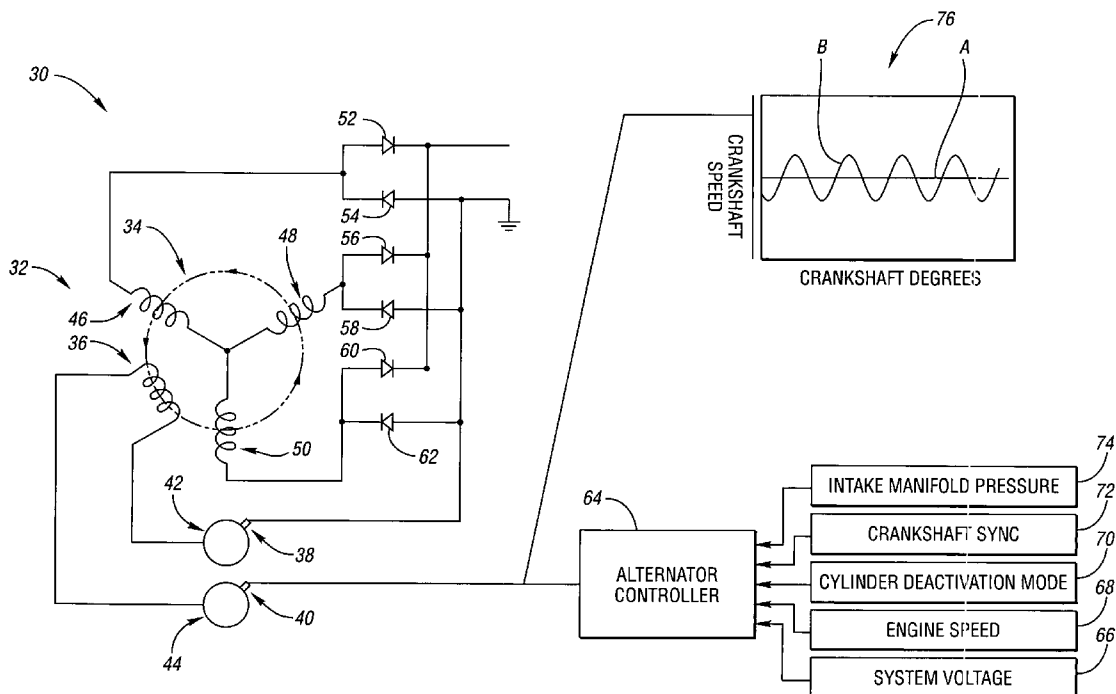 76
B
A
30
52
CRANKSHAFT SPEED
54
34
48
56
CRANKSHAFT DEGREES
32
46
58
36
60
50
62
74
INTAKE MANIFOLD PRESSURE
64
72
42
CRANKSHAFT SYNC
38
70
ALTERNATOR CONTROLLER
CYLINDER DEACTIVATION MODE
68
40
ENGINE SPEED
44
66
SYSTEM VOLTAGE